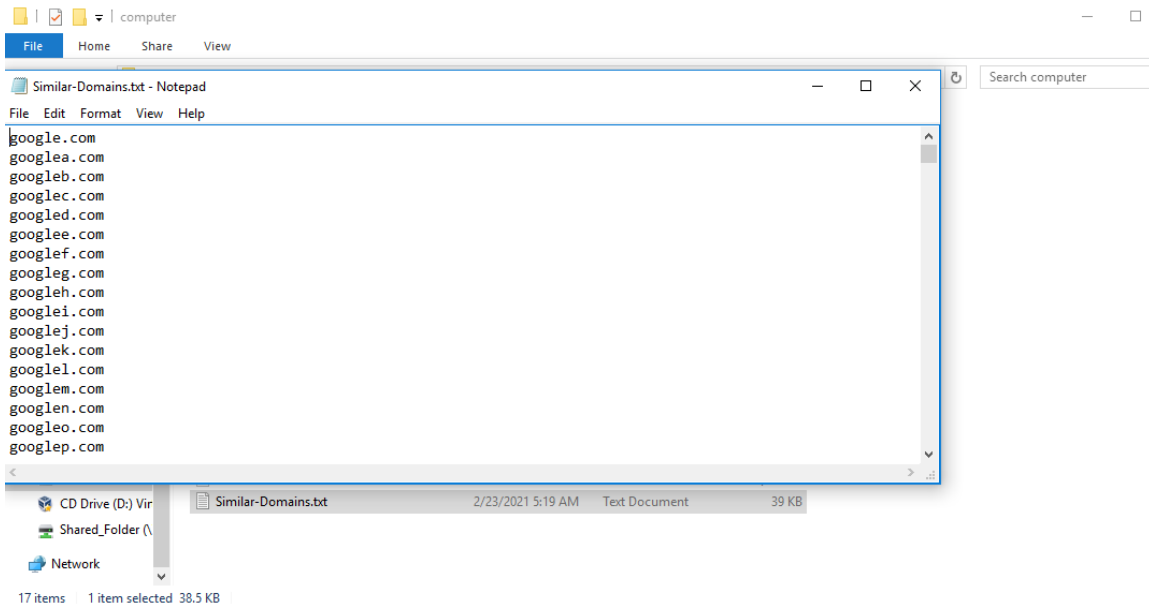 computer
File Home Share View
Similar-Domains.txt - Notepad
Search computer
File Edit Format View Help
google.com
googlea.com
googleb.com
googlec.com
googled.com
googlee.com
googlef.com
googleg.com
googleh.com
googlei.com
googlej.com
googlek.com
googlel.com
googlem.com
googlen.com
googleo.com
googlep.com
CD Drive (D:) Vir
Similar-Domains.txt 2/23/2021 5:19 AM Text Document 39 KB
Shared_Folder (\
Network
17 items 1 item selected 38.5 KB